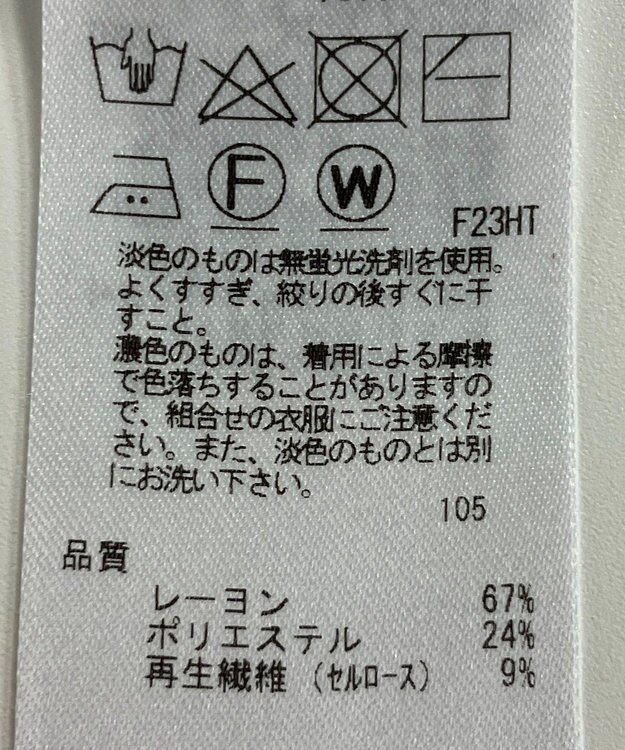 F
W
F23HT
淡色のものは無蛍光洗剤を使用。
よくすすぎ、絞りの後すぐに干
すこと。
濃色のものは、着用による摩擦
で色落ちすることがありますの
で、組合せの衣服にご注意くだ
さい。また、淡色のものとは別
にお洗い下さい。
105
品質
レーヨン 67%
ポリエステル 24%
再生繊維（セルロース） 9%